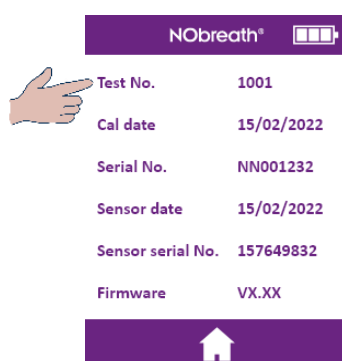 NObreath®
Test No. 1001
Cal date 15/02/2022
Serial No. NN001232
Sensor date 15/02/2022
Sensor serial No. 157649832
Firmware VX.XX